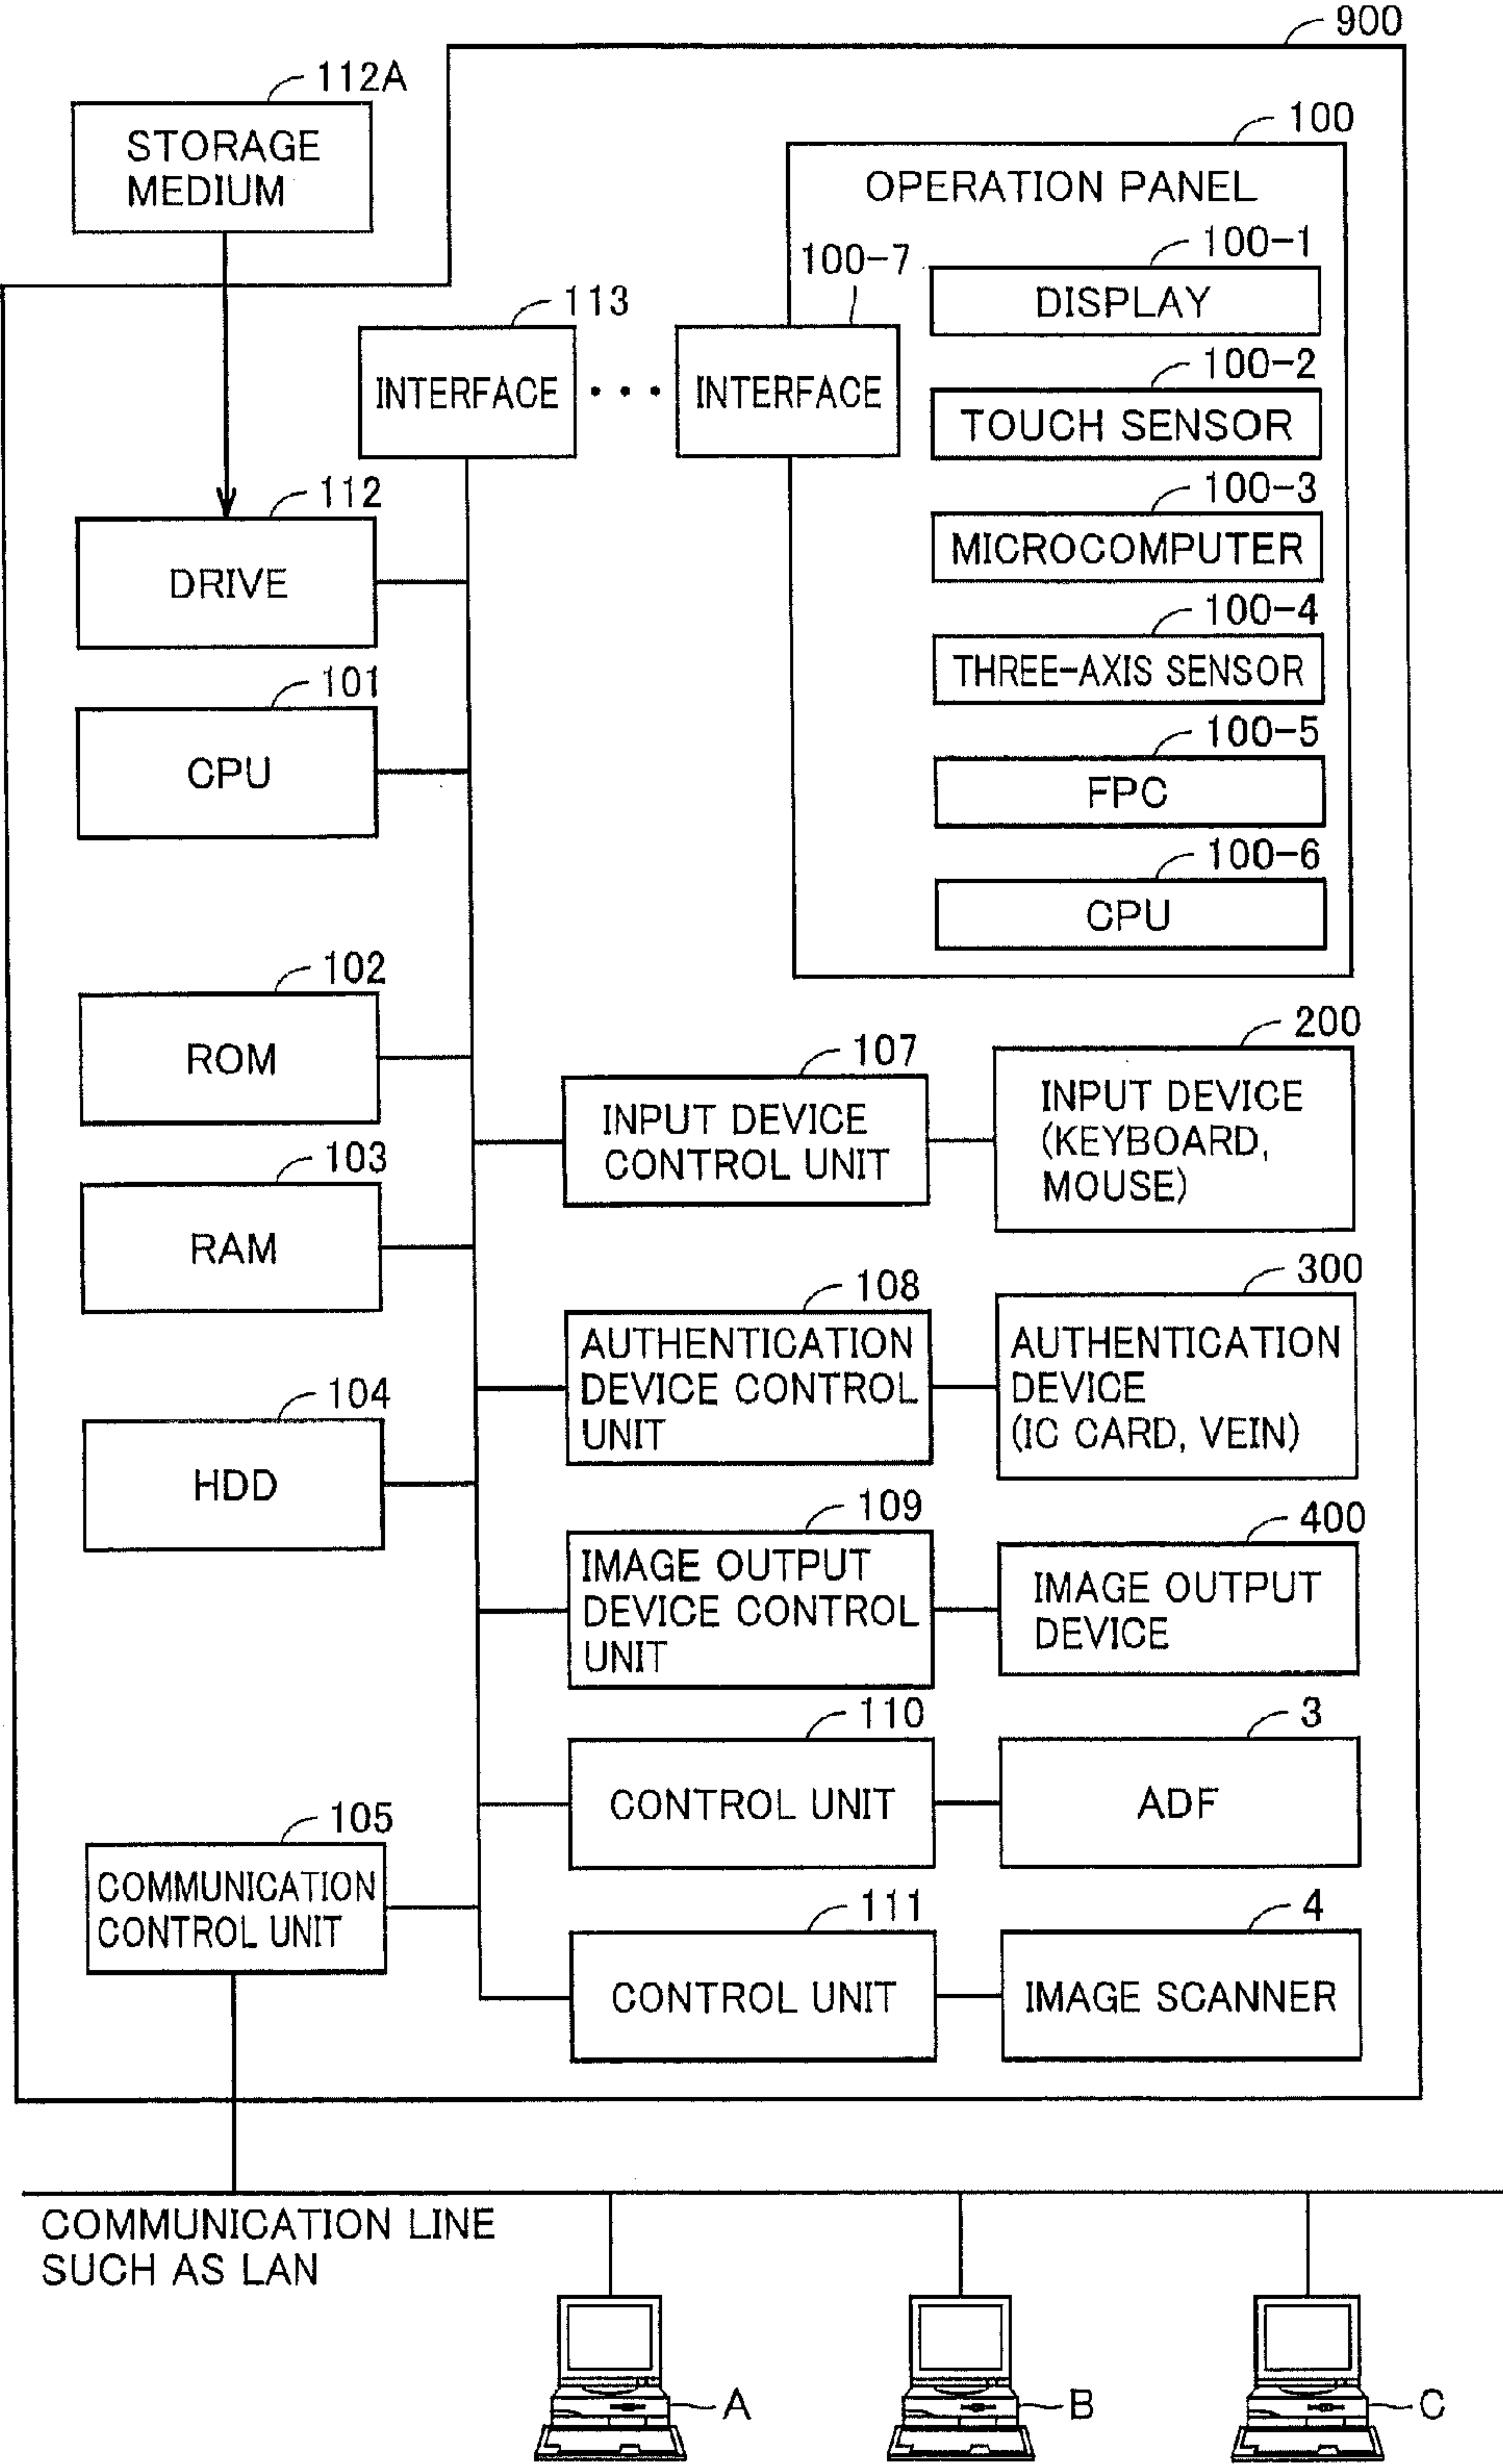 900
112A
STORAGE
MEDIUM
100
OPERATION PANEL
100-7
100-1
DISPLAY
113
INTERFACE
INTERFACE
100-2
TOUCH SENSOR
100-3
MICROCOMPUTER
112
DRIVE
100-4
THREE-AXIS SENSOR
101
CPU
100-5
FPC
100-6
CPU
102
ROM
107
INPUT DEVICE
CONTROL UNIT
200
INPUT DEVICE
(KEYBOARD,
MOUSE)
103
RAM
108
AUTHENTICATION
DEVICE CONTROL
UNIT
300
AUTHENTICATION
DEVICE
(IC CARD, VEIN)
104
HDD
109
IMAGE OUTPUT
DEVICE CONTROL
UNIT
400
IMAGE OUTPUT
DEVICE
110
CONTROL UNIT
3
ADF
105
COMMUNICATION
CONTROL UNIT
111
CONTROL UNIT
4
IMAGE SCANNER
COMMUNICATION LINE
SUCH AS LAN
A
B
C